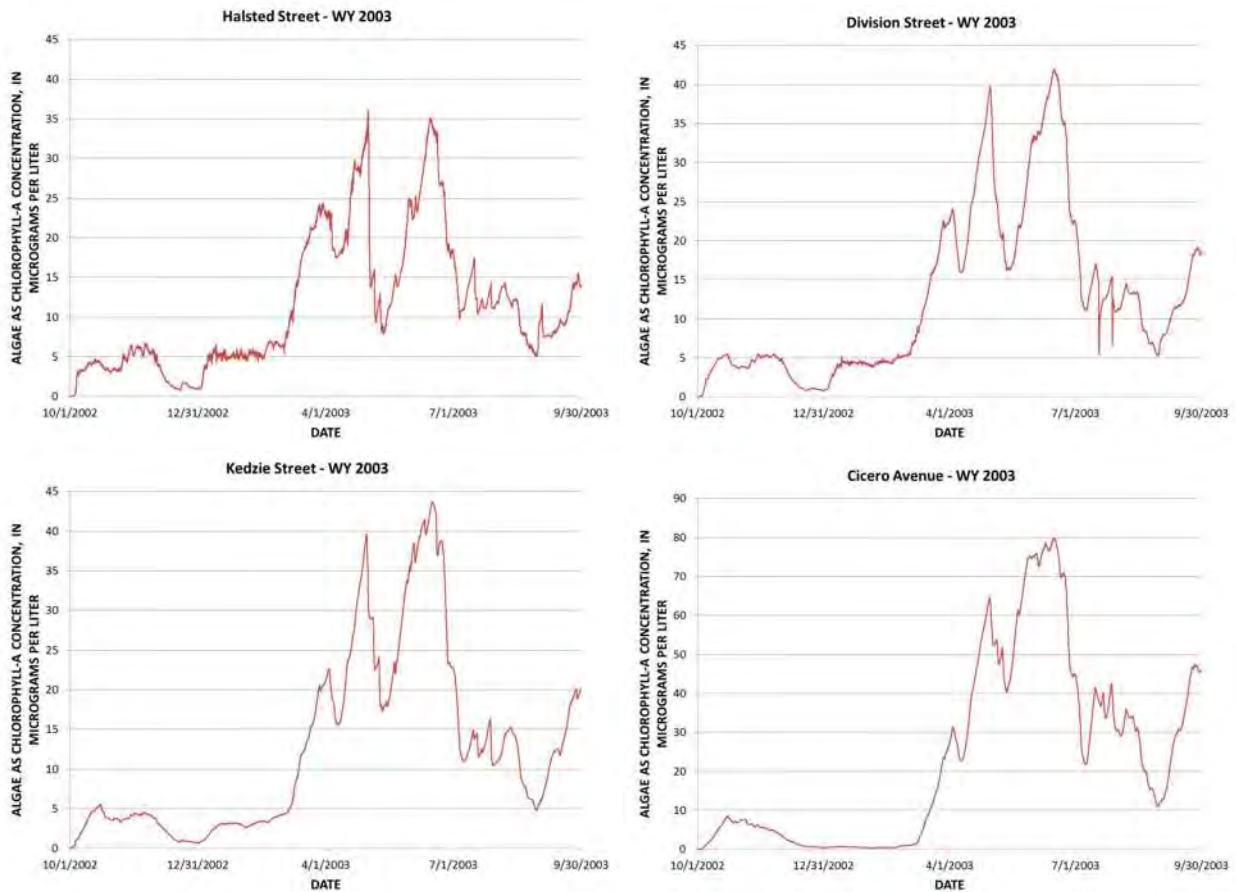 Halsted Street - WY 2003
45
40
35
30
25
20
15
10
5
0
ALGAE AS CHLOROPHYLL-A CONCENTRATION, IN
MICROGRAMS PER LITER
10/1/2002 12/31/2002 4/1/2003 7/1/2003 9/30/2003
DATE
Division Street - WY 2003
45
40
35
30
25
20
15
10
5
0
ALGAE AS CHLOROPHYLL-A CONCENTRATION, IN
MICROGRAMS PER LITER
10/1/2002 12/31/2002 4/1/2003 7/1/2003 9/30/2003
DATE
Kedzie Street - WY 2003
45
40
35
30
25
20
15
10
5
0
ALGAE AS CHLOROPHYLL-A CONCENTRATION, IN
MICROGRAMS PER LITER
10/1/2002 12/31/2002 4/1/2003 7/1/2003 9/30/2003
DATE
Cicero Avenue - WY 2003
90
80
70
60
50
40
30
20
10
0
ALGAE AS CHLOROPHYLL-A CONCENTRATION, IN
MICROGRAMS PER LITER
10/1/2002 12/31/2002 4/1/2003 7/1/2003 9/30/2003
DATE